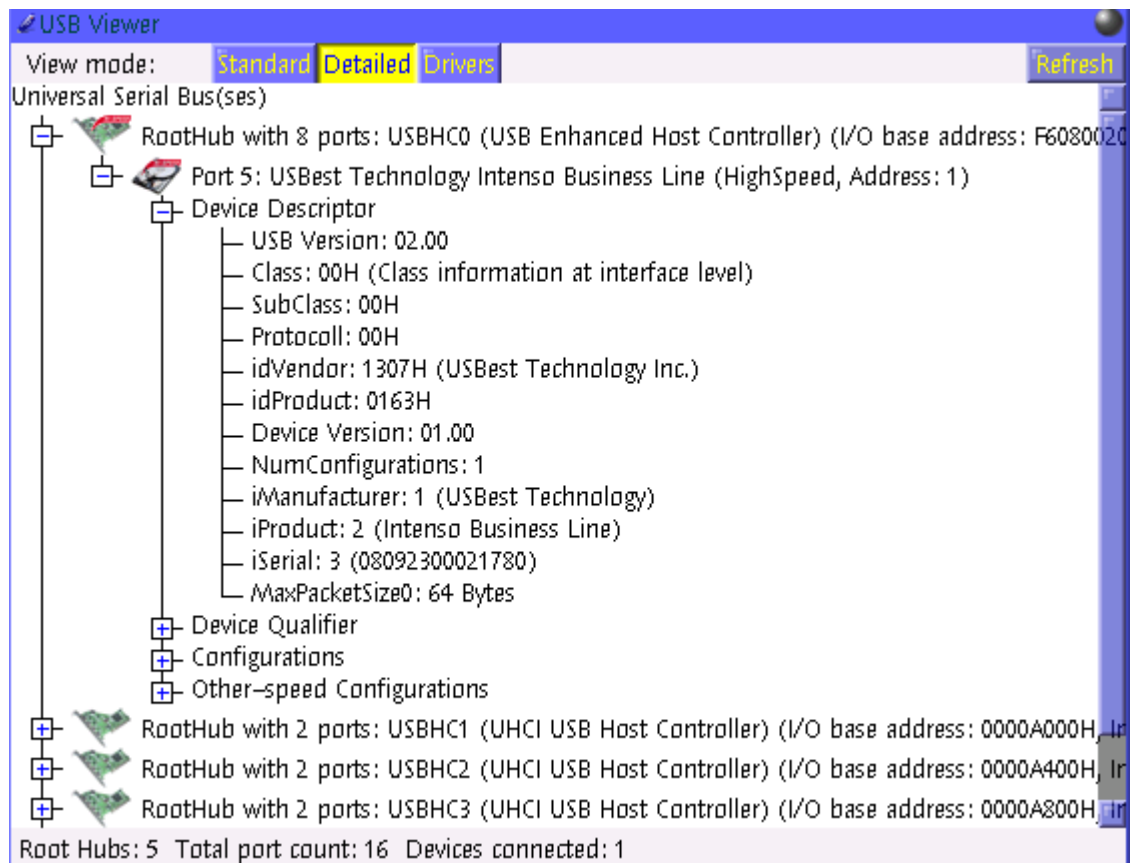 USB Viewer
View mode: Standard Detailed Drivers Refresh
Universal Serial Bus(ses)
RootHub with 8 ports: USBHC0 (USB Enhanced Host Controller) (I/O base address: F6080020
Port 5: USBest Technology Intenso Business Line (HighSpeed, Address: 1)
Device Descriptor
USB Version: 02.00
Class: 00H (Class information at interface level)
SubClass: 00H
Protocoll: 00H
idVendor: 1307H (USBest Technology Inc.)
idProduct: 0163H
Device Version: 01.00
NumConfigurations: 1
iManufacturer: 1 (USBest Technology)
iProduct: 2 (Intenso Business Line)
iSerial: 3 (08092300021780)
MaxPacketSize0: 64 Bytes
Device Qualifier
Configurations
Other-speed Configurations
RootHub with 2 ports: USBHC1 (UHCI USB Host Controller) (I/O base address: 0000A000H, Ir
RootHub with 2 ports: USBHC2 (UHCI USB Host Controller) (I/O base address: 0000A400H, Ir
RootHub with 2 ports: USBHC3 (UHCI USB Host Controller) (I/O base address: 0000A800H, Ir
Root Hubs: 5 Total port count: 16 Devices connected: 1